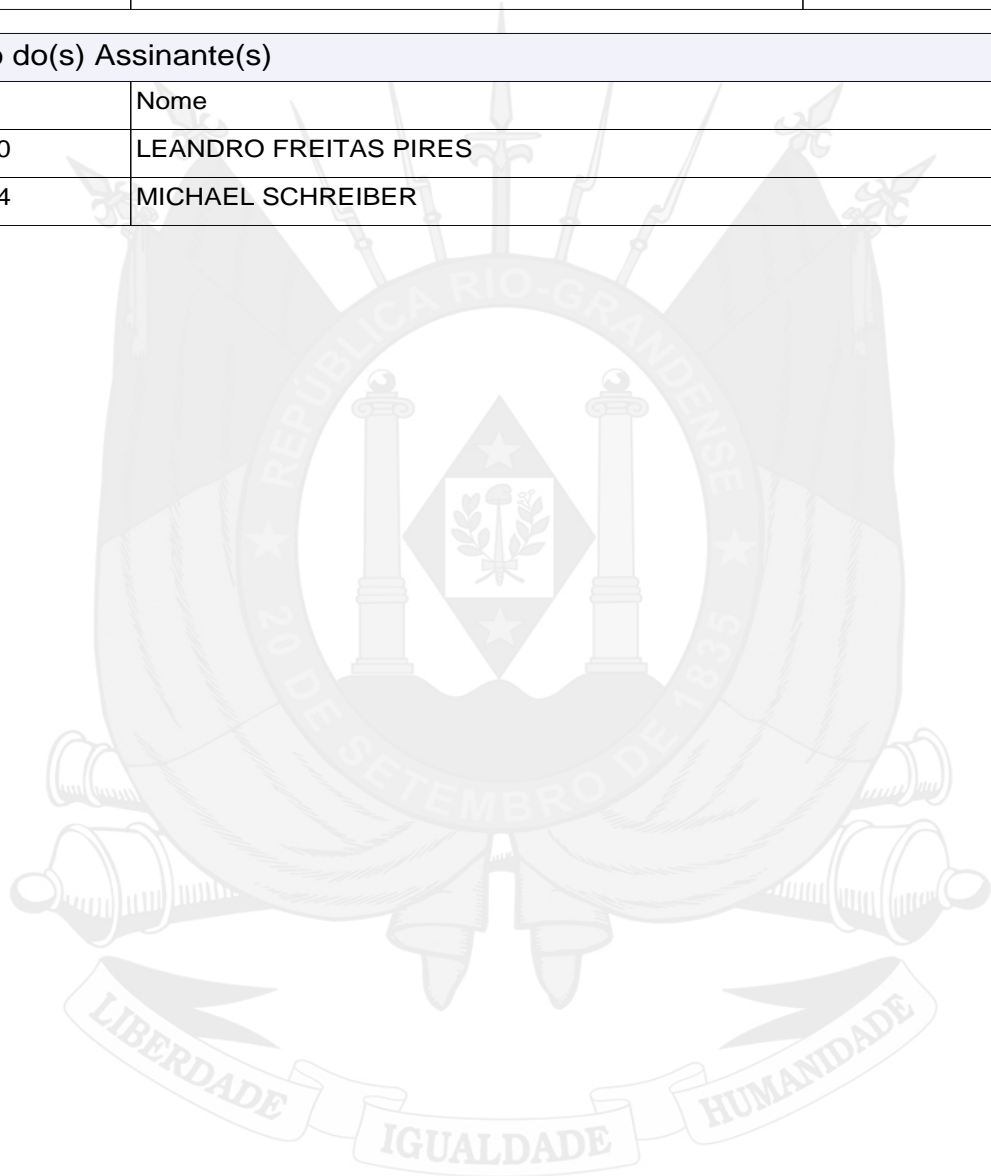 o do(s) Assinante(s)
Nome
0 LEANDRO FREITAS PIRES
4 MICHAEL SCHREIBER
REPÚBLICA RIO-GRANDENSE
20 DE SETEMBRO DE 1835
LIBERDADE
IGUALDADE
HUMANIDADE